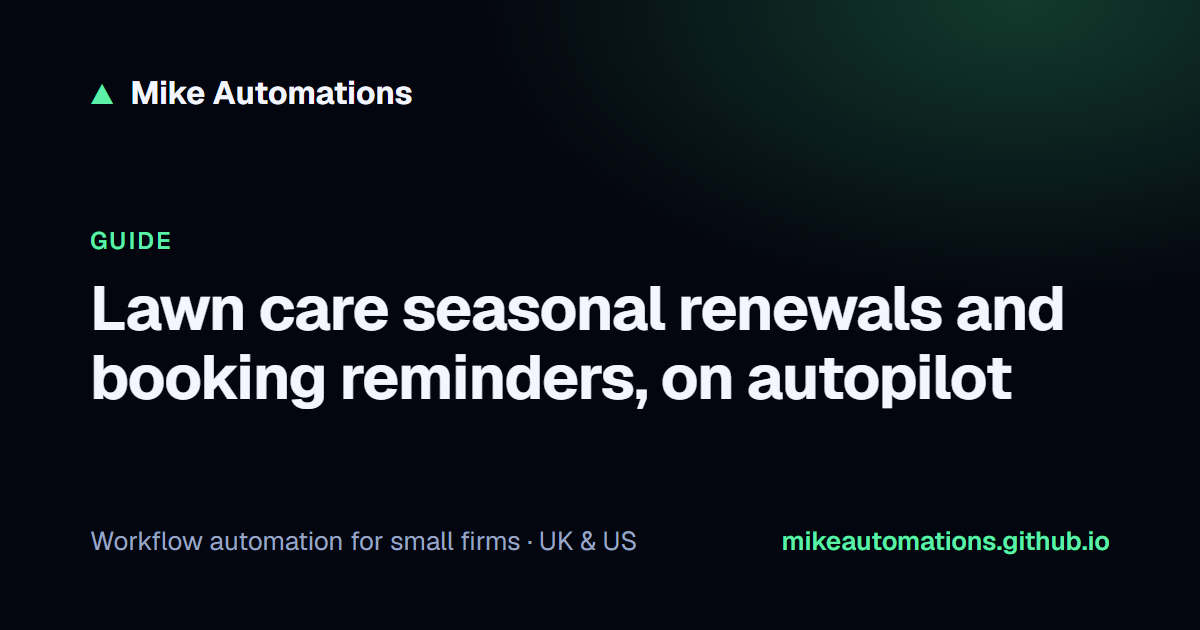 Mike Automations
GUIDE
Lawn care seasonal renewals and
booking reminders, on autopilot
Workflow automation for small firms · UK & US
mikeautomations.github.io